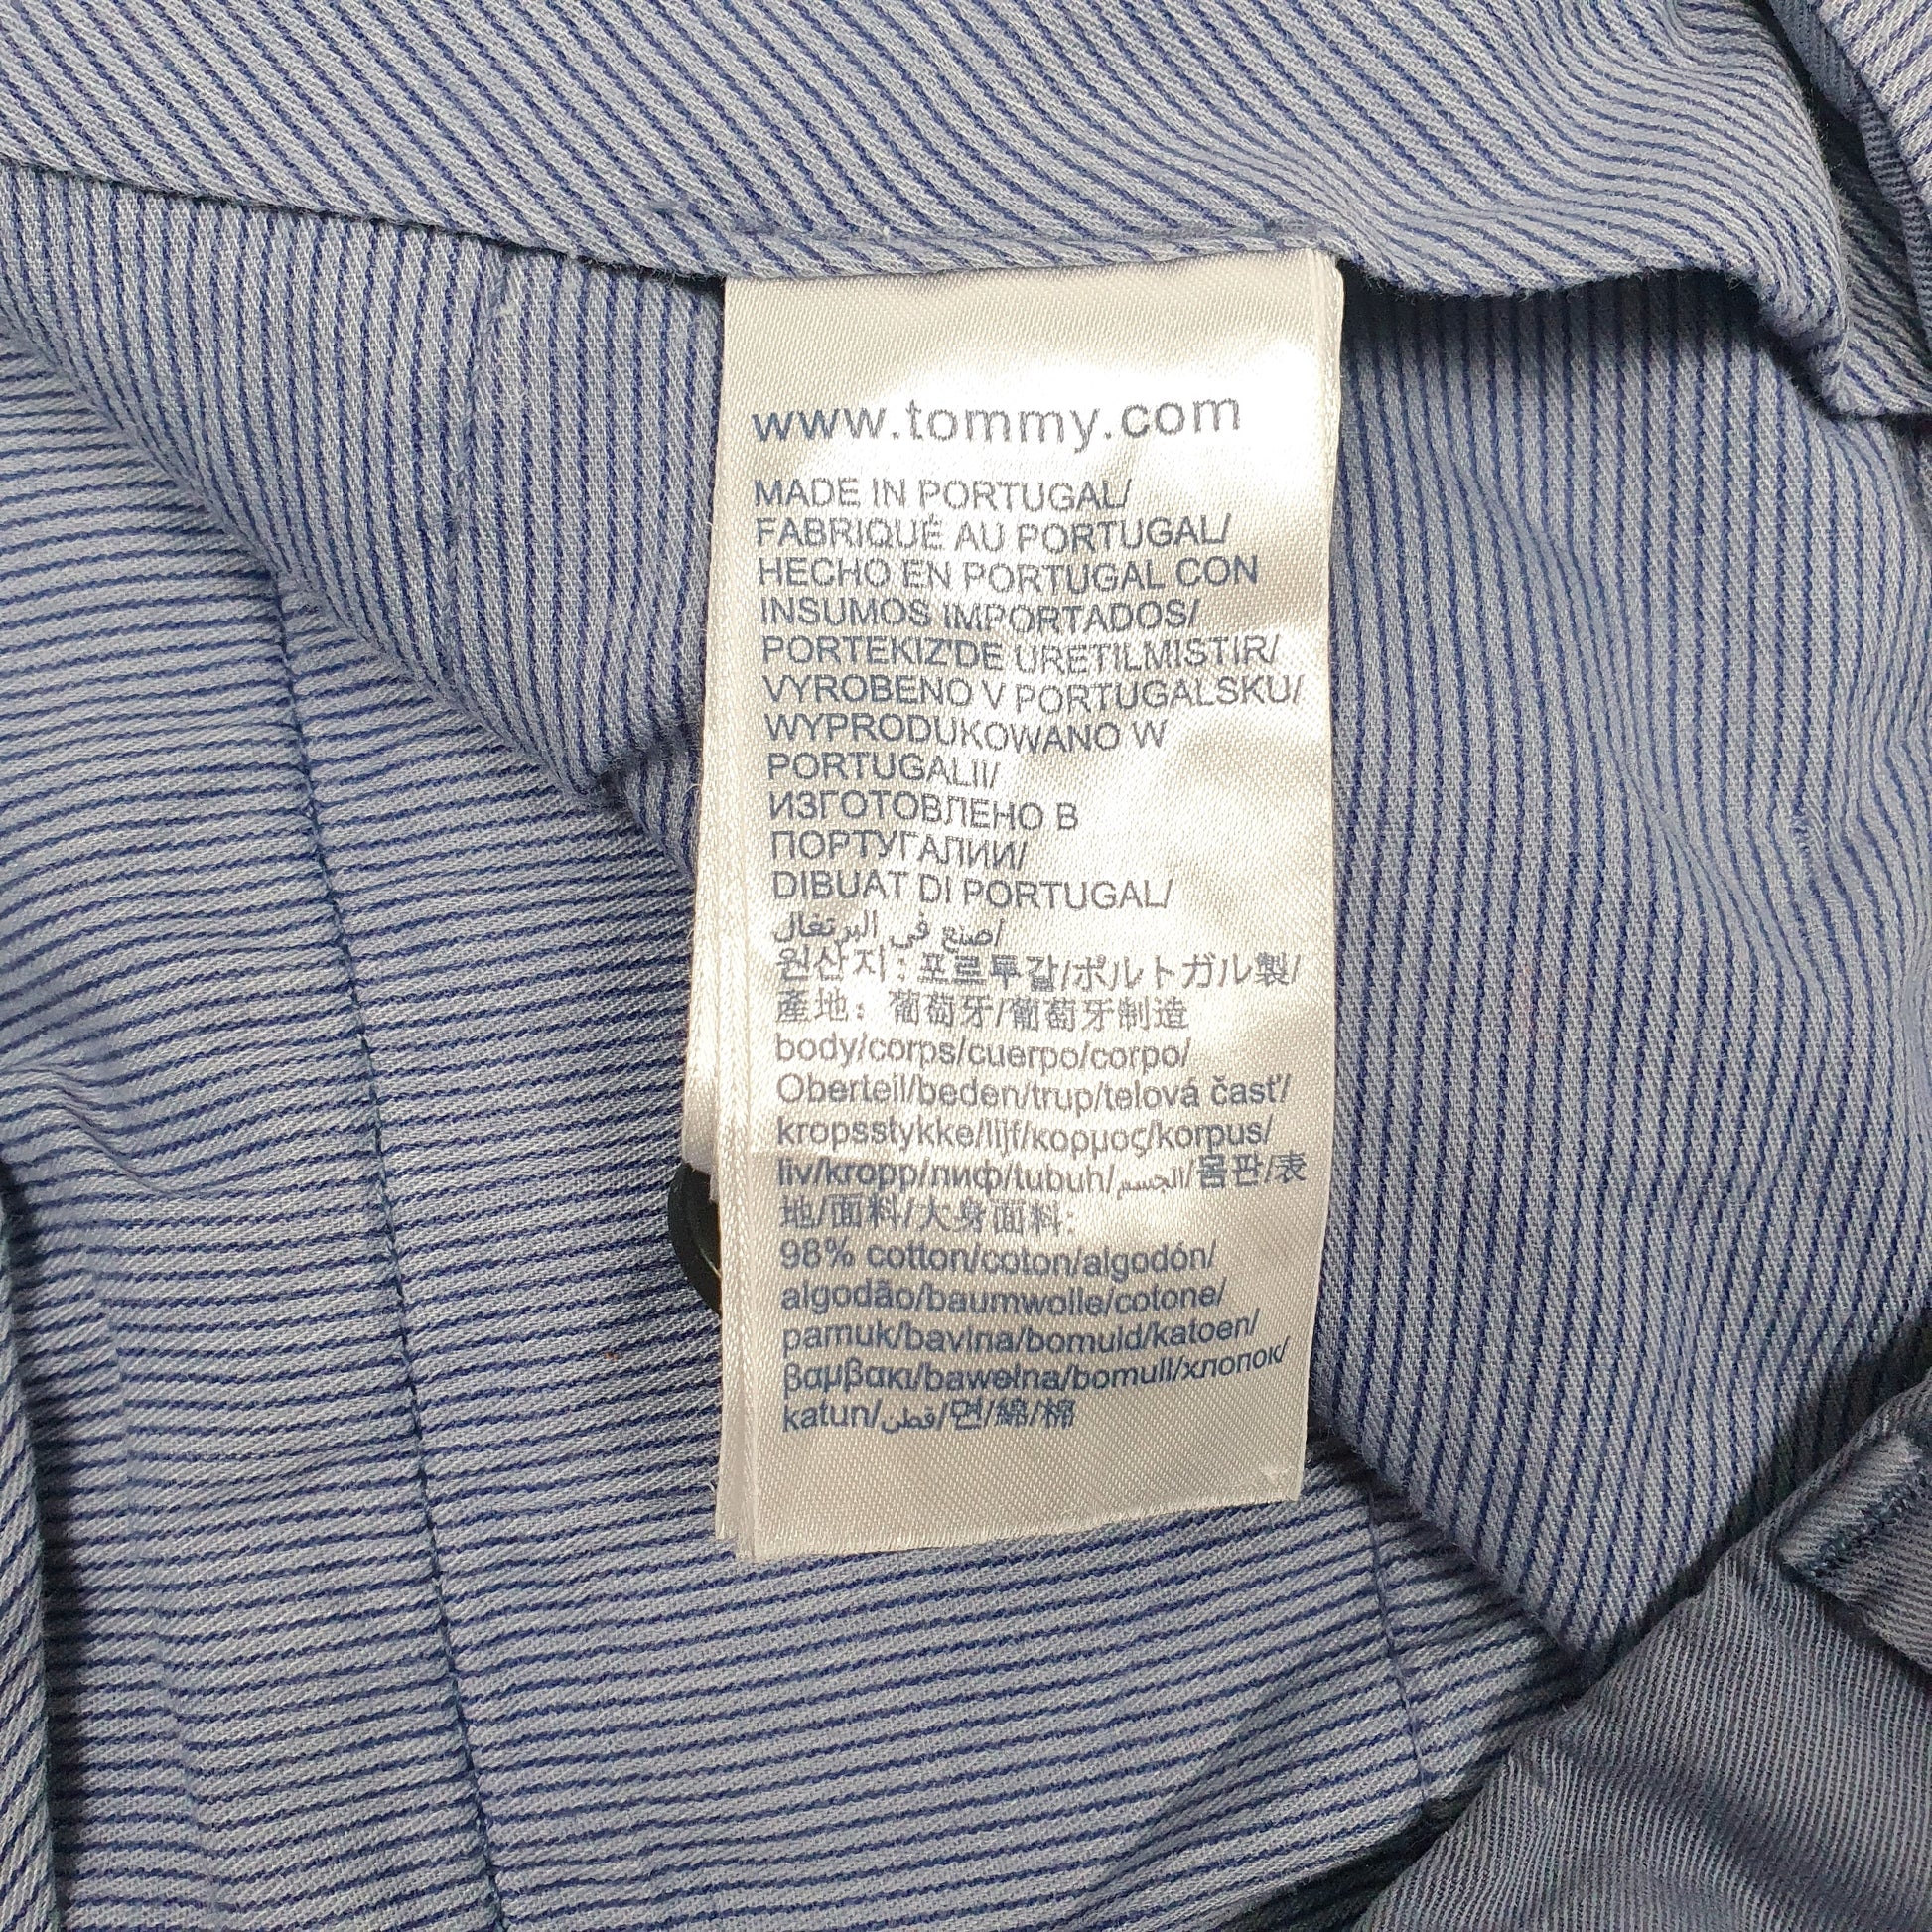 www.tommy.com
MADE IN PORTUGAL/
FABRIQUÉ AU PORTUGAL/
HECHO EN PORTUGAL CON
INSUMOS IMPORTADOS/
PORTEKIZ'DE URETILMISTIR/
VYROBENO V PORTUGALSKU/
WYPRODUKOWANO W
PORTUGALII/
ИЗГОТОВЛЕНО В
ПОРТУГАЛИИ/
DIBUAT DI PORTUGAL/
صنع في البرتغال/
원산지: 포르투갈/ポルトガル製/
產地: 葡萄牙/葡萄牙制造
body/corps/cuerpo/corpo/
Oberteil/beden/trup/telová časť/
kropsstykke/lijf/κορμος/korpus/
liv/kropp/лиф/tubuh/الجسم/몸판/表
地/面料/大身面料:
98% cotton/coton/algodón/
algodão/baumwolle/cotone/
pamuk/bavlna/bomuld/katoen/
βαμβακι/bawełna/bomull/хлопок/
katun/قطن/면/綿/棉